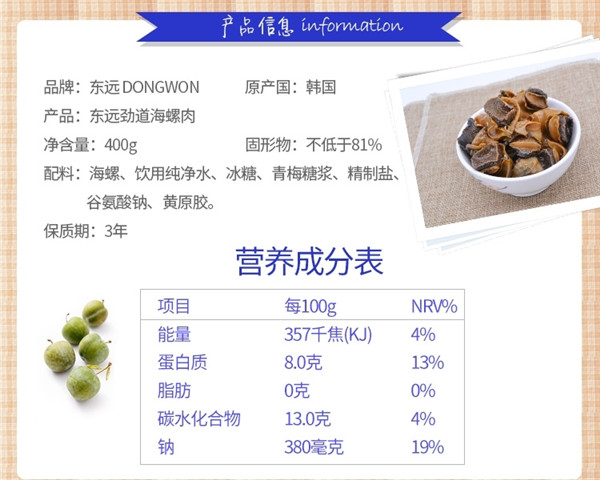 产品信息 information
品牌：东远 DONGWON 原产国：韩国
产品：东远劲道海螺肉
净含量：400g 固形物：不低于81%
配料：海螺、饮用纯净水、冰糖、青梅糖浆、精制盐、
谷氨酸钠、黄原胶。
保质期：3年
营养成分表
项目 每100g NRV%
能量 357千焦(KJ) 4%
蛋白质 8.0克 13%
脂肪 0克 0%
碳水化合物 13.0克 4%
钠 380毫克 19%